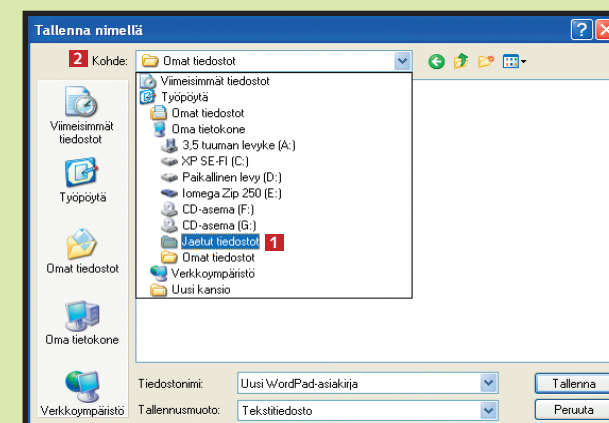 Tallenna nimellä
2 Kohde: Omat tiedostot
Viimeisimmät tiedostot
Työpöytä
Omat tiedostot
Oma tietokone
3,5 tuuman levyke (A:)
XP SE-FI (C:)
Paikallinen levy (D:)
Iomega Zip 250 (E:)
CD-asema (F:)
CD-asema (G:)
Jaetut tiedostot 1
Omat tiedostot
Verkkoympäristö
Uusi kansio
Viimeisimmät
tiedostot
Työpöytä
Omat tiedostot
Oma tietokone
Verkkoympäristö
Tiedostonimi: Uusi WordPad-asiakirja Tallenna
Tallennusmuoto: Tekstitiedosto Peruuta